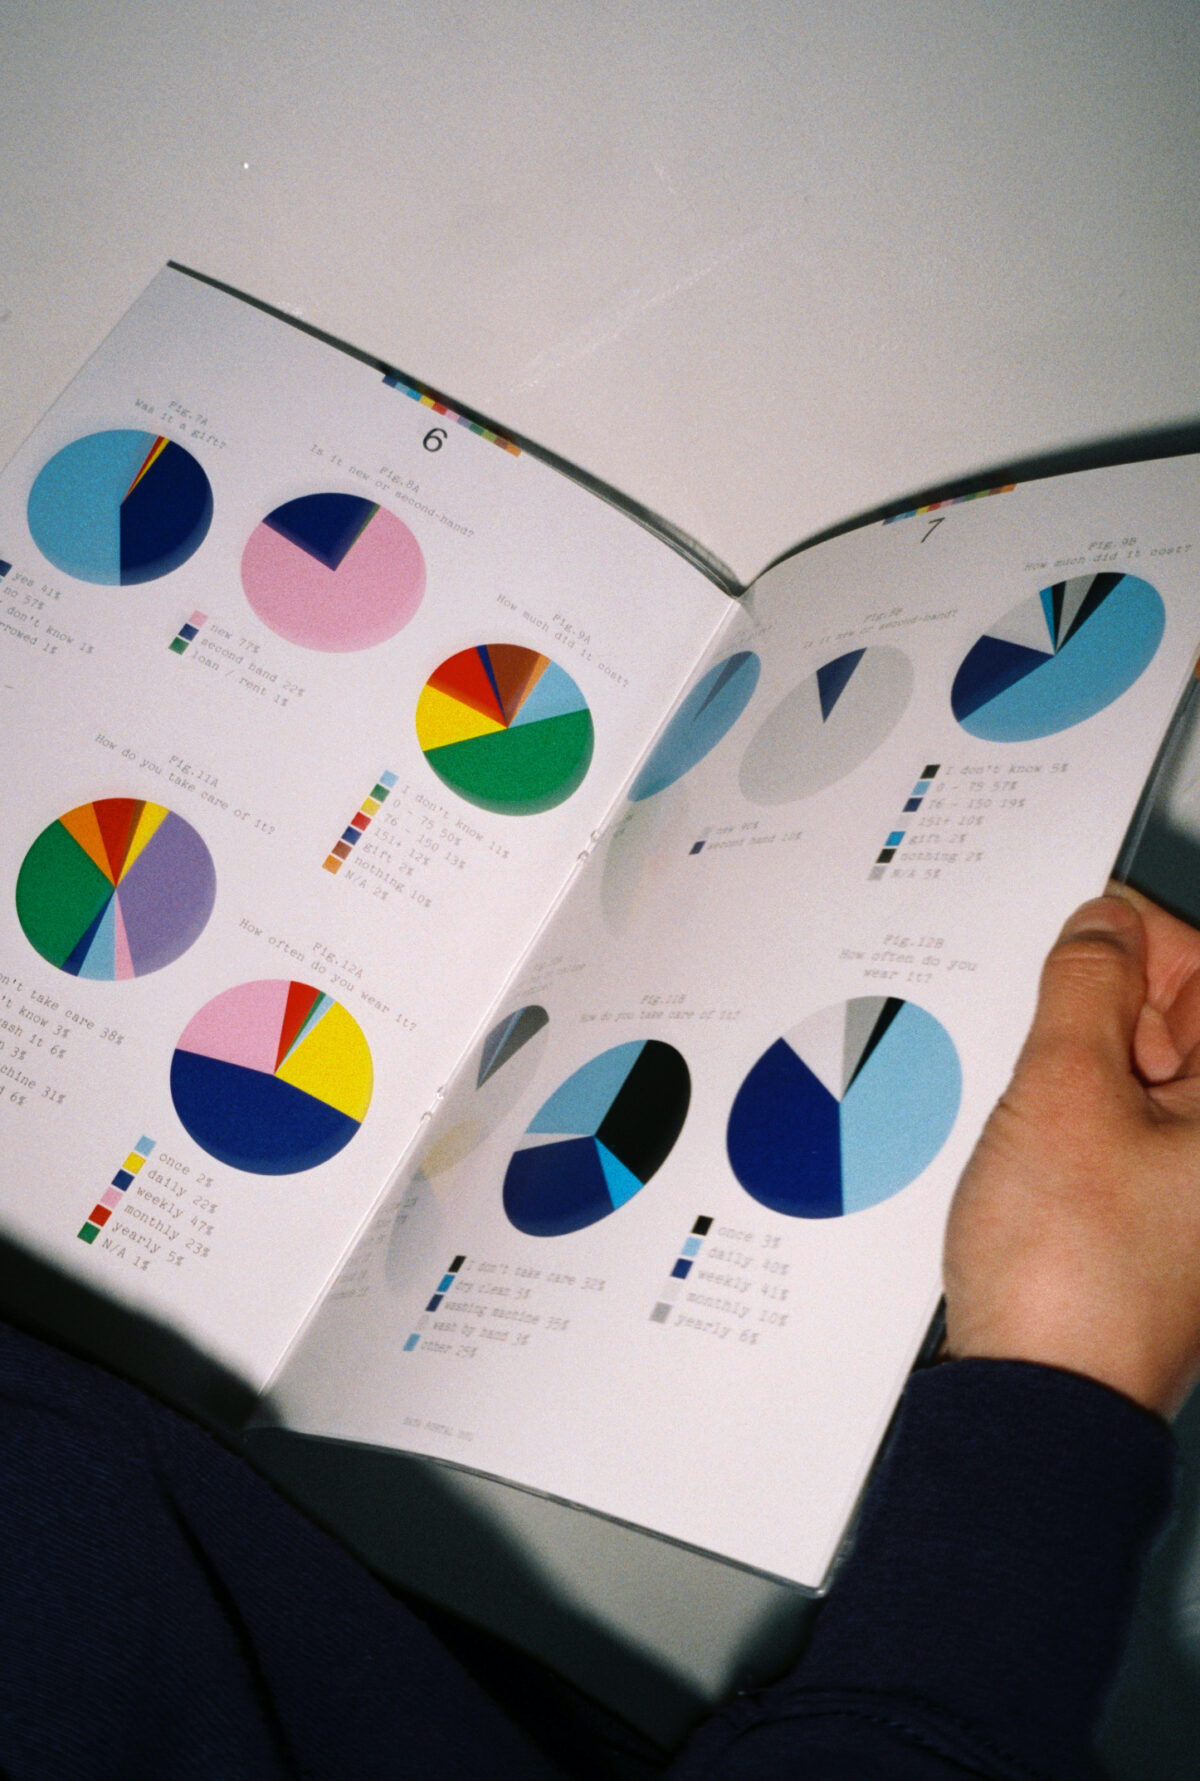 6
Fig.7A
Was it a gift?
yes 41%
no 57%
don't know 1%
rrowed 1%
Fig.8A
Is it new or second-hand?
new 77%
second hand 22%
loan / rent 1%
Fig.9A
How much did it cost?
I don't know 11%
0 - 75 50%
76 - 150 13%
151+ 12%
gift 2%
nothing 10%
N/A 2%
Fig.11A
How do you take care of it?
n't take care 38%
't know 3%
ash it 6%
n 3%
chine 31%
d 6%
Fig.12A
How often do you wear it?
once 2%
daily 22%
weekly 47%
monthly 23%
yearly 5%
N/A 1%
7
Fig.8B
Is it new or second-hand?
new 90%
second hand 10%
Fig.9B
How much did it cost?
I don't know 5%
0 - 75 57%
76 - 150 19%
151+ 10%
gift 2%
nothing 2%
N/A 5%
Fig.11B
How do you take care of it?
I don't take care 32%
dry clean 5%
washing machine 35%
wash by hand 3%
other 25%
Fig.12B
How often do you
wear it?
once 3%
daily 40%
weekly 41%
monthly 10%
yearly 6%